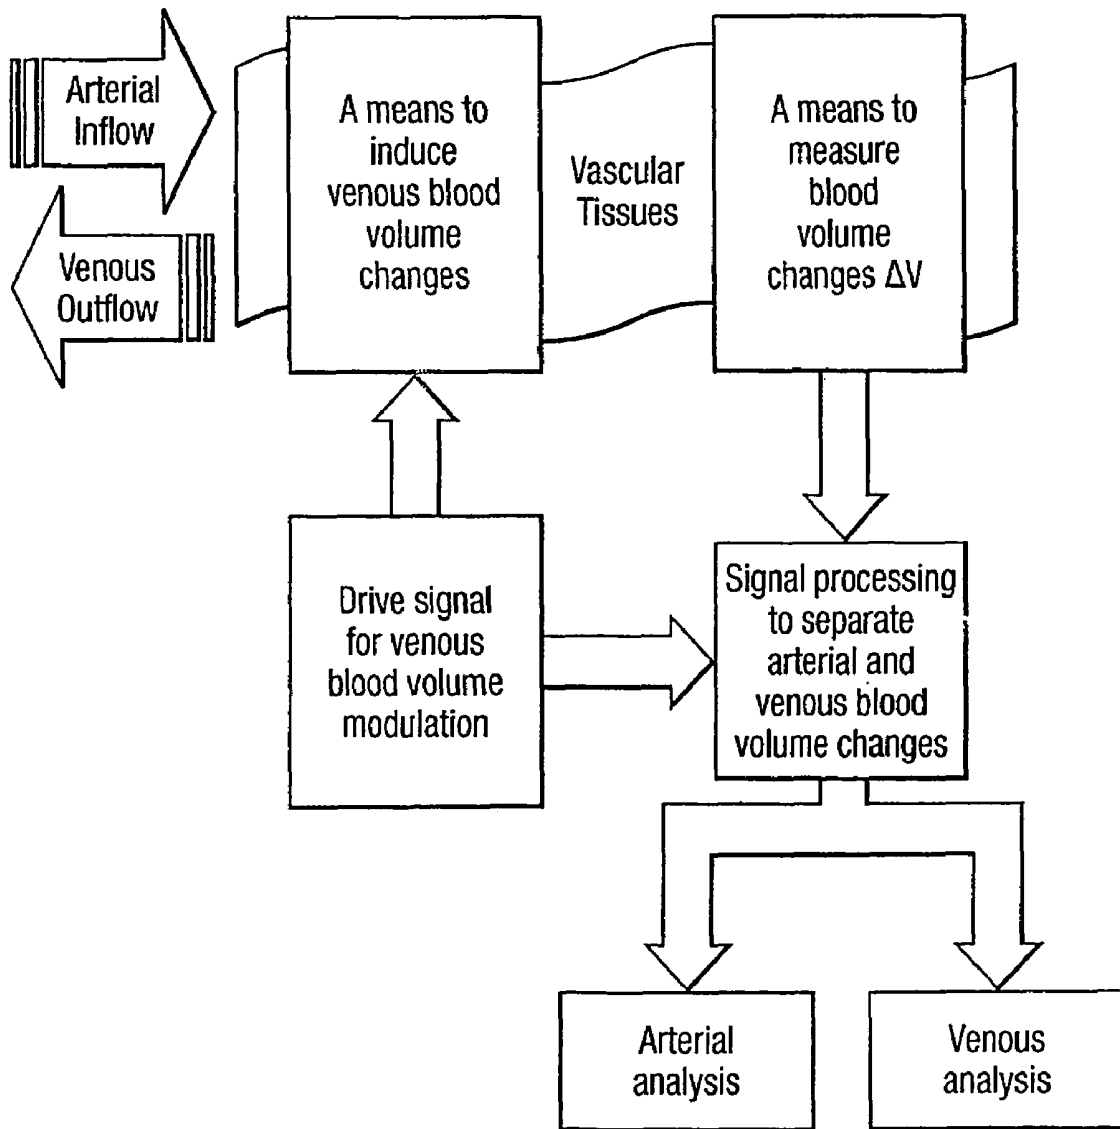 Arterial
Inflow
Venous
Outflow
A means to
induce
venous blood
volume
changes
Vascular
Tissues
A means to
measure
blood
volume
changes ΔV
Drive signal
for venous
blood volume
modulation
Signal processing
to separate
arterial and
venous blood
volume changes
Arterial
analysis
Venous
analysis